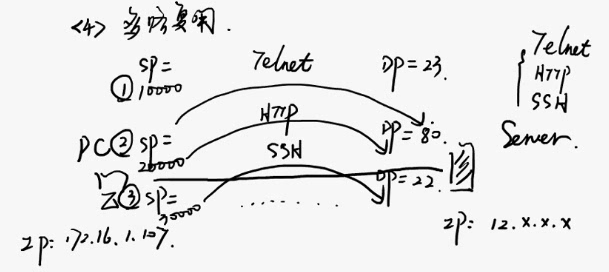 <4> 多路复用.
SP=
① 10000
Telnet
DP=23.
Telnet
HTTP
SSH
Server.
PC ② SP=
20000
HTTP
DP=80.
③ SP=
30000
SSH
DP=22.
.......
IP: 172.16.1.107.
IP: 12.x.x.x